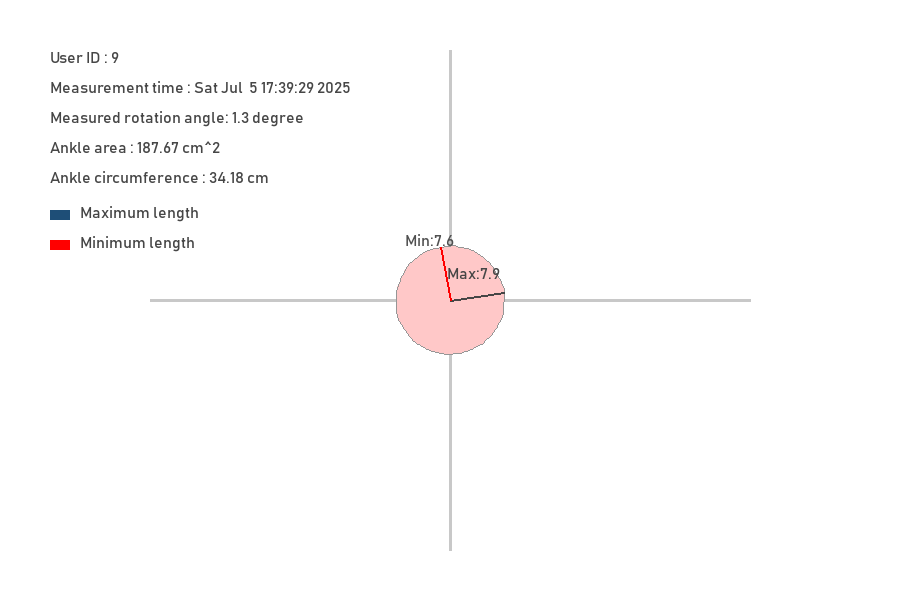 User ID : 9
Measurement time : Sat Jul  5 17:39:29 2025
Measured rotation angle: 1.3 degree
Ankle area : 187.67 cm^2
Ankle circumference : 34.18 cm
Maximum length
Minimum length
Min:7.6
Max:7.9